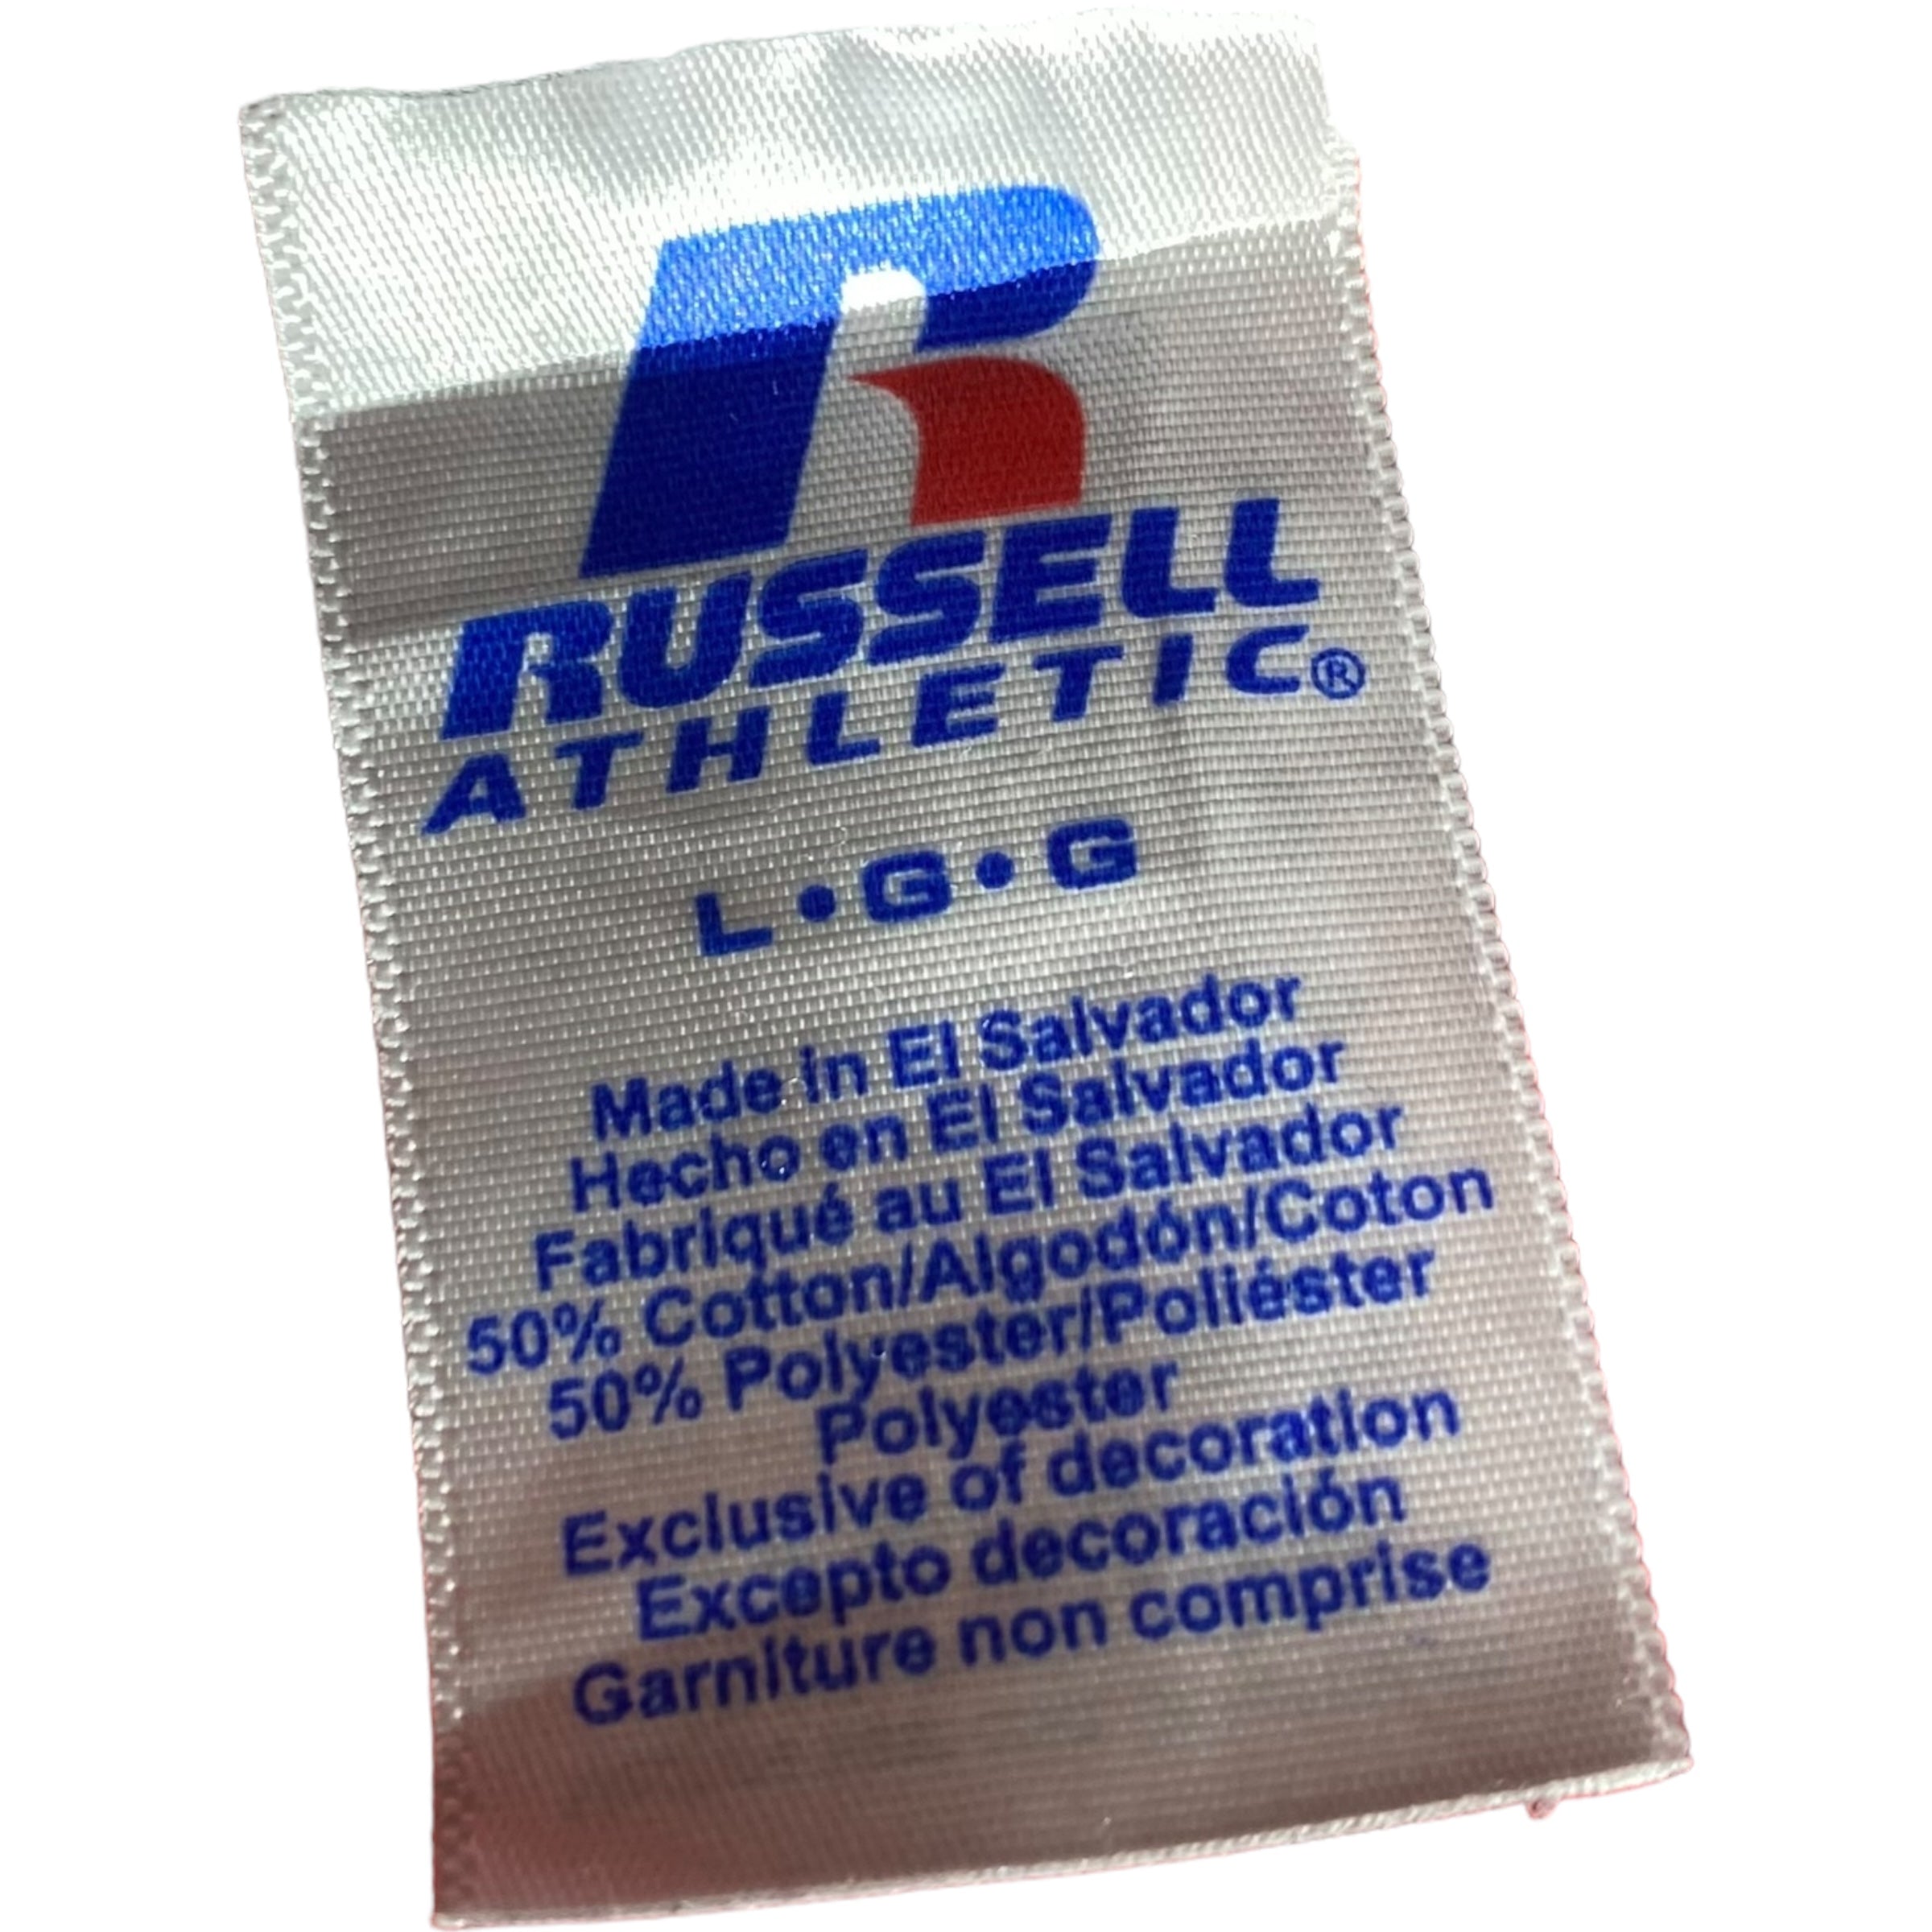 R
RUSSELL
ATHLETIC®
L•G•G
Made in El Salvador
Hecho en El Salvador
Fabriqué au El Salvador
50% Cotton/Algodón/Coton
50% Polyester/Poliéster
Polyester
Exclusive of decoration
Excepto decoración
Garniture non comprise